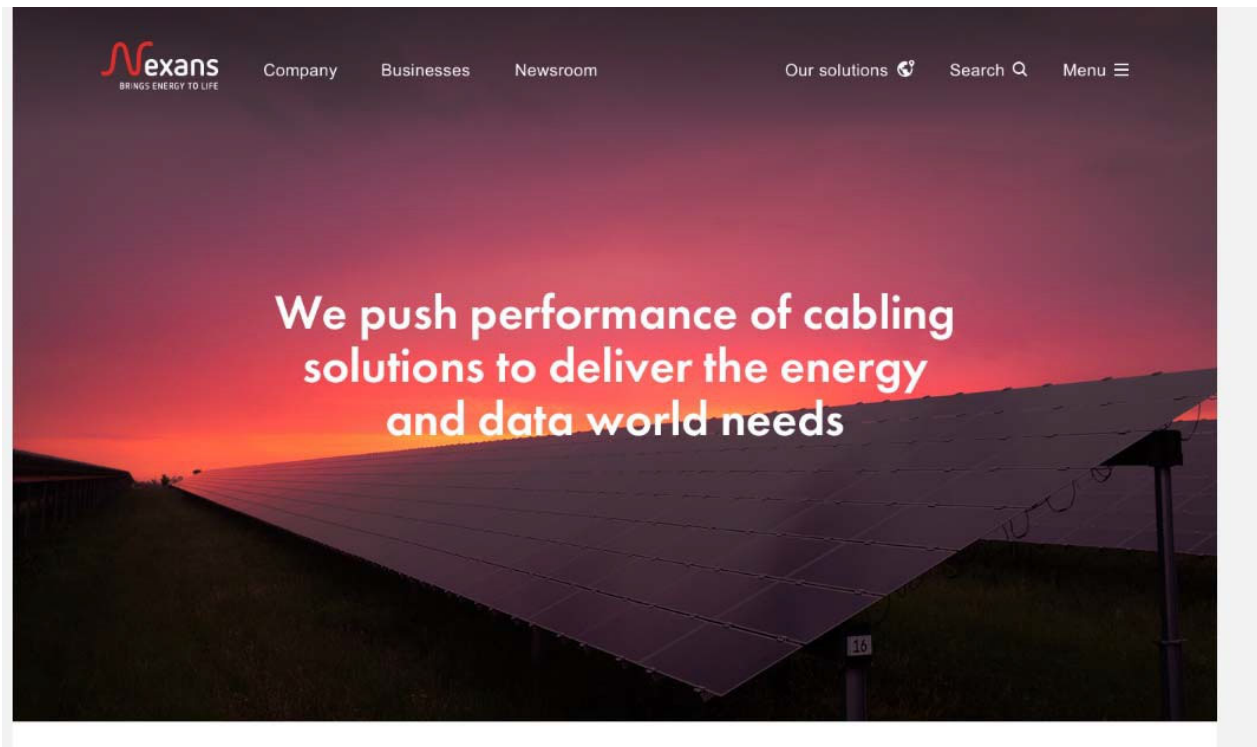 Nexans
BRINGS ENERGY TO LIFE
Company
Businesses
Newsroom
Our solutions
Search
Menu
We push performance of cabling
solutions to deliver the energy
and data world needs
16